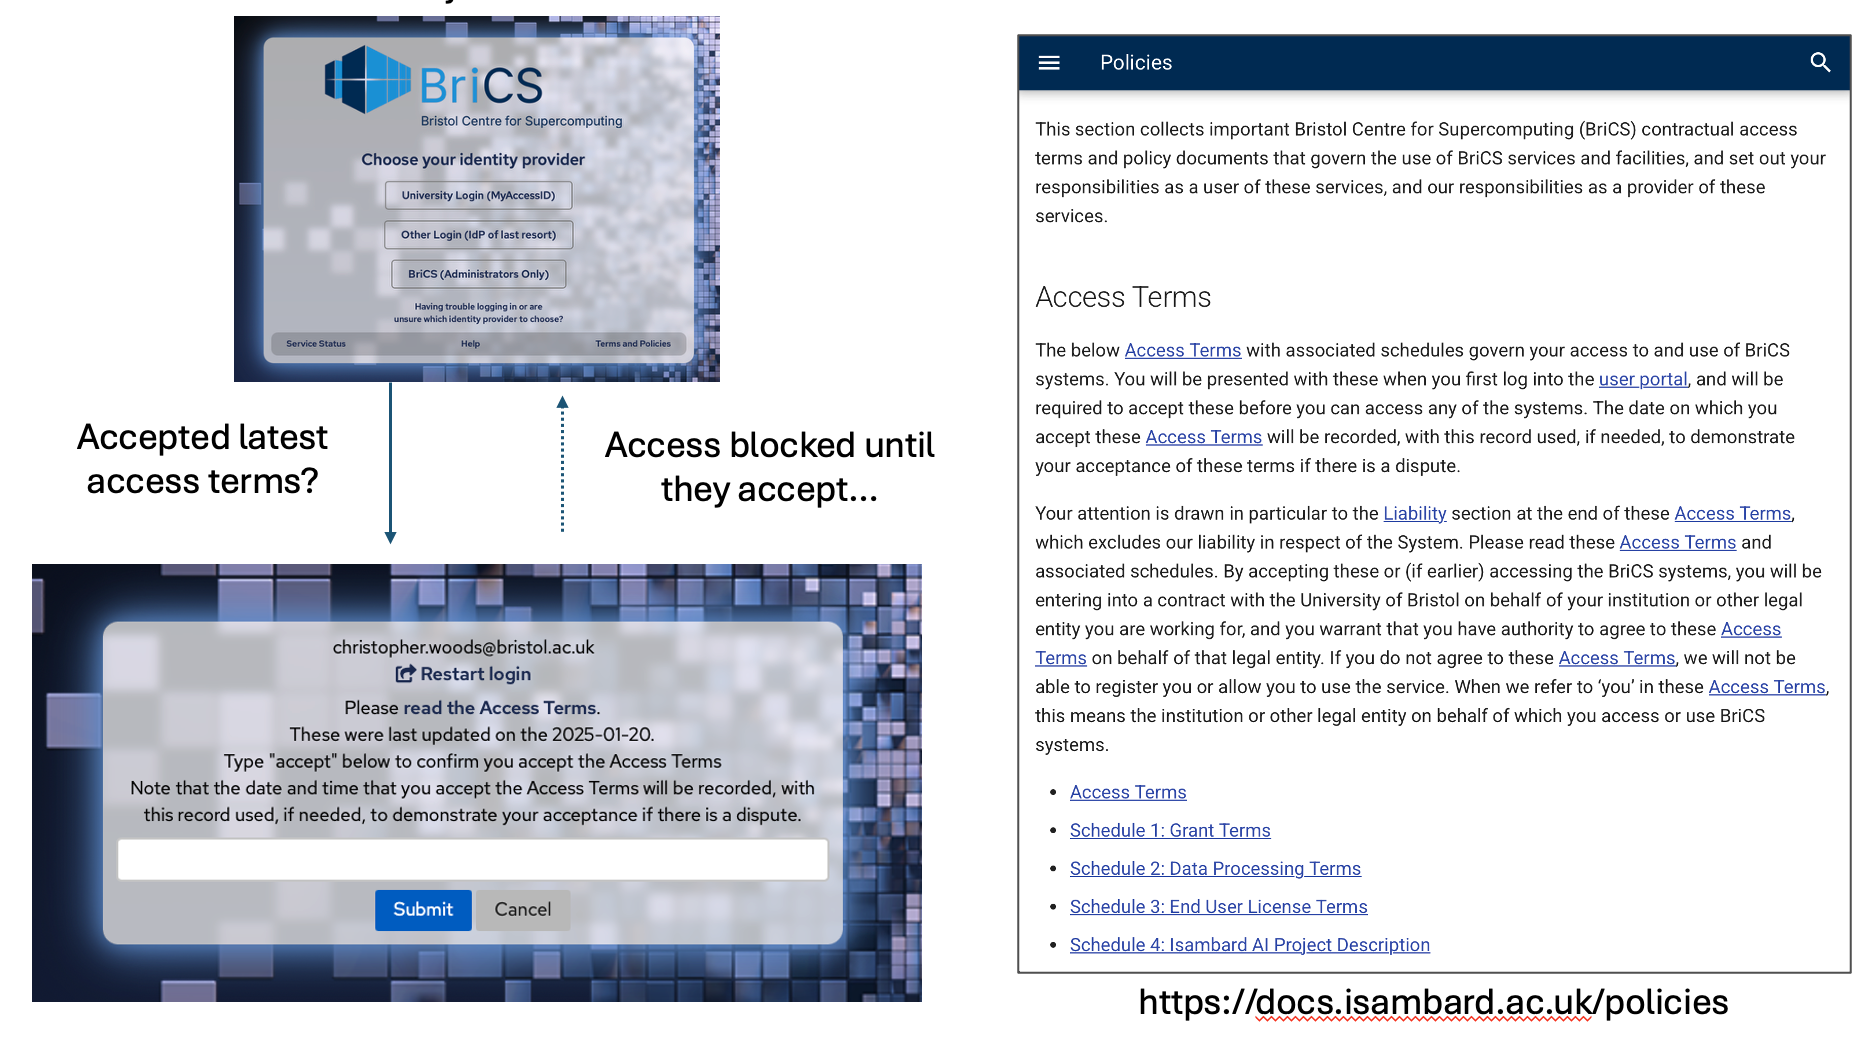 BriCS
Bristol Centre for Supercomputing
Choose your identity provider
University Login (MyAccessID)
Other Login (IdP of last resort)
BriCS (Administrators Only)
Having trouble logging in or are
unsure which identity provider to choose?
Service Status Help Terms and Policies
Accepted latest
access terms?
Access blocked until
they accept...
christopher.woods@bristol.ac.uk
Restart login
Please read the Access Terms.
These were last updated on the 2025-01-20.
Type "accept" below to confirm you accept the Access Terms
Note that the date and time that you accept the Access Terms will be recorded, with
this record used, if needed, to demonstrate your acceptance if there is a dispute.
Submit Cancel
Policies
This section collects important Bristol Centre for Supercomputing (BriCS) contractual access
terms and policy documents that govern the use of BriCS services and facilities, and set out your
responsibilities as a user of these services, and our responsibilities as a provider of these
services.
Access Terms
The below Access Terms with associated schedules govern your access to and use of BriCS
systems. You will be presented with these when you first log into the user portal, and will be
required to accept these before you can access any of the systems. The date on which you
accept these Access Terms will be recorded, with this record used, if needed, to demonstrate
your acceptance of these terms if there is a dispute.
Your attention is drawn in particular to the Liability section at the end of these Access Terms,
which excludes our liability in respect of the System. Please read these Access Terms and
associated schedules. By accepting these or (if earlier) accessing the BriCS systems, you will be
entering into a contract with the University of Bristol on behalf of your institution or other legal
entity you are working for, and you warrant that you have authority to agree to these Access
Terms on behalf of that legal entity. If you do not agree to these Access Terms, we will not be
able to register you or allow you to use the service. When we refer to ‘you’ in these Access Terms,
this means the institution or other legal entity on behalf of which you access or use BriCS
systems.
• Access Terms
• Schedule 1: Grant Terms
• Schedule 2: Data Processing Terms
• Schedule 3: End User License Terms
• Schedule 4: Isambard AI Project Description
https://docs.isambard.ac.uk/policies